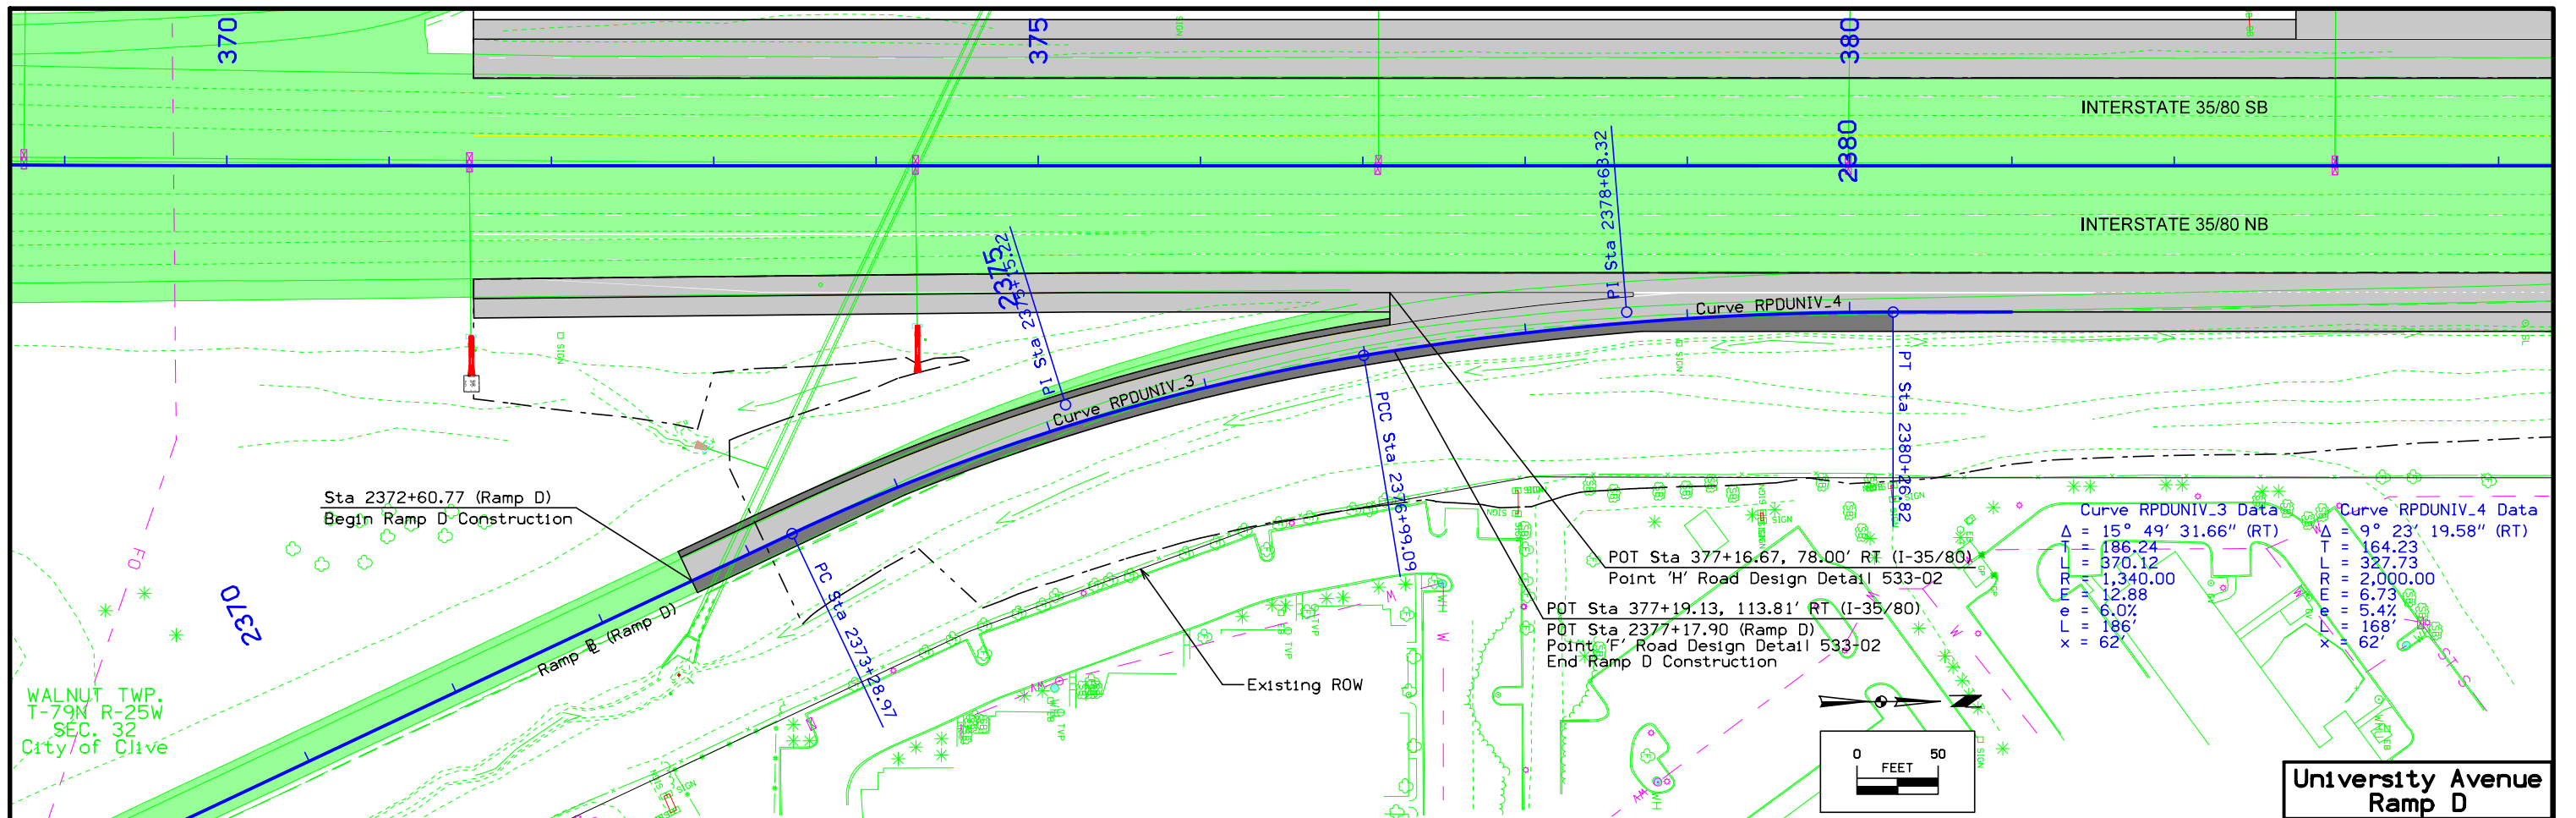 370
375
380
SIGN
INTERSTATE 35/80 SB
2380
INTERSTATE 35/80 NB
PI Sta 2378+63.32
2375
PI Sta 2375+15.22
Curve RPDUNIV_4
Curve RPDUNIV_3
SIGN
SIGN
PT Sta 2380+26.82
PCC Sta 2376+99.09
Sta 2372+60.77 (Ramp D)
Begin Ramp D Construction
PC Sta 2373+28.97
FO
2370
Ramp ℄ (Ramp D)
Existing ROW
POT Sta 377+16.67, 78.00' RT (I-35/80)
Point 'H' Road Design Detail 533-02
POT Sta 377+19.13, 113.81' RT (I-35/80)
POT Sta 2377+17.90 (Ramp D)
Point 'F' Road Design Detail 533-02
End Ramp D Construction
Curve RPDUNIV_3 Data
Δ = 15° 49' 31.66" (RT)
T = 186.24
L = 370.12
R = 1,340.00
E = 12.88
e = 6.0%
L = 186'
x = 62'
Curve RPDUNIV_4 Data
Δ = 9° 23' 19.58" (RT)
T = 164.23
L = 327.73
R = 2,000.00
E = 6.73
e = 5.4%
L = 168'
x = 62'
WALNUT TWP.
T-79N R-25W
SEC. 32
City of Clive
0 50
FEET
University Avenue
Ramp D